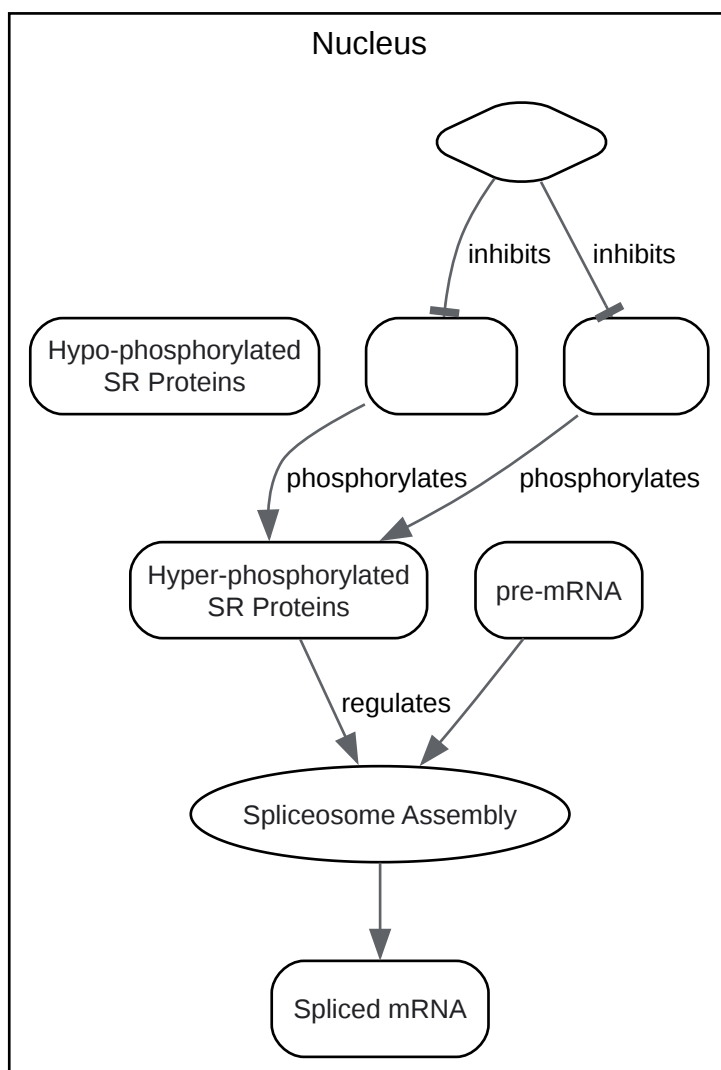 Nucleus
inhibits
inhibits
Hypo-phosphorylated
SR Proteins
phosphorylates
phosphorylates
Hyper-phosphorylated
SR Proteins
pre-mRNA
regulates
Spliceosome Assembly
Spliced mRNA